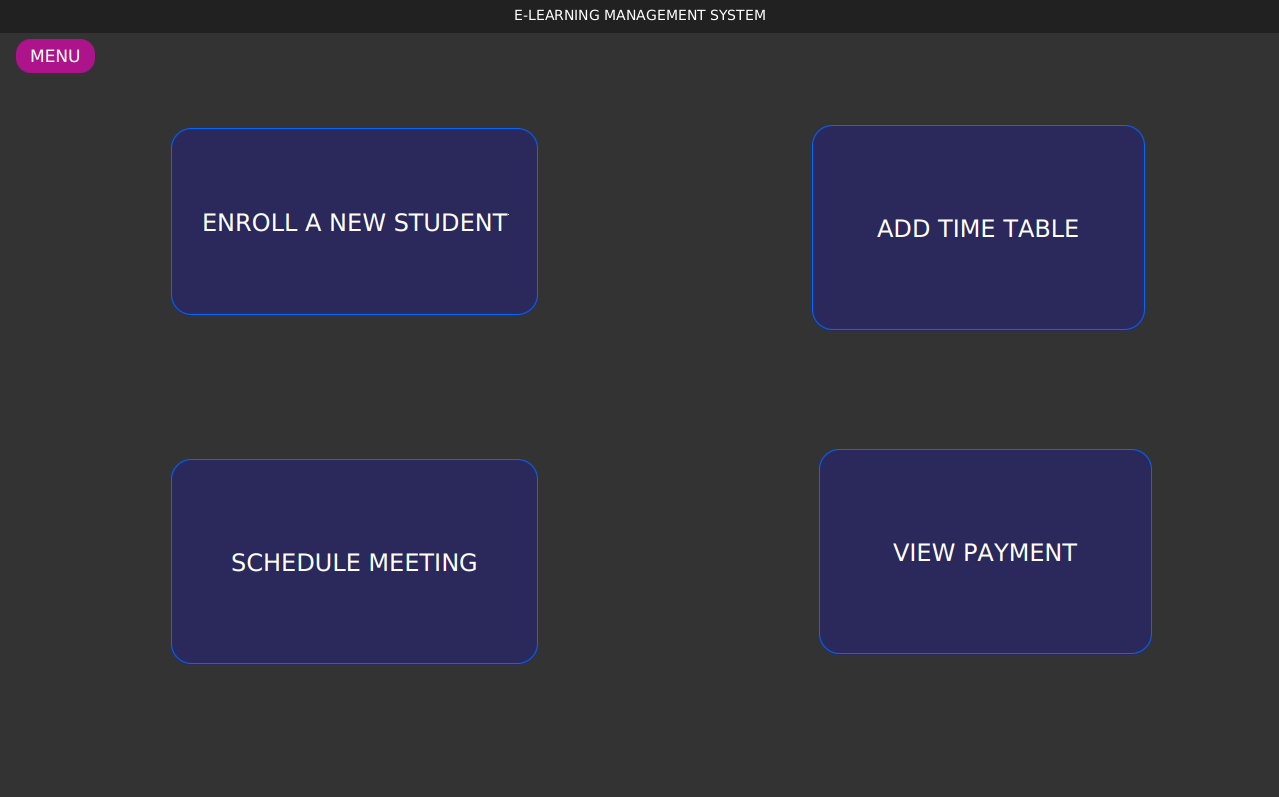 E-LEARNING MANAGEMENT SYSTEM
MENU
ENROLL A NEW STUDENT
ADD TIME TABLE
SCHEDULE MEETING
VIEW PAYMENT